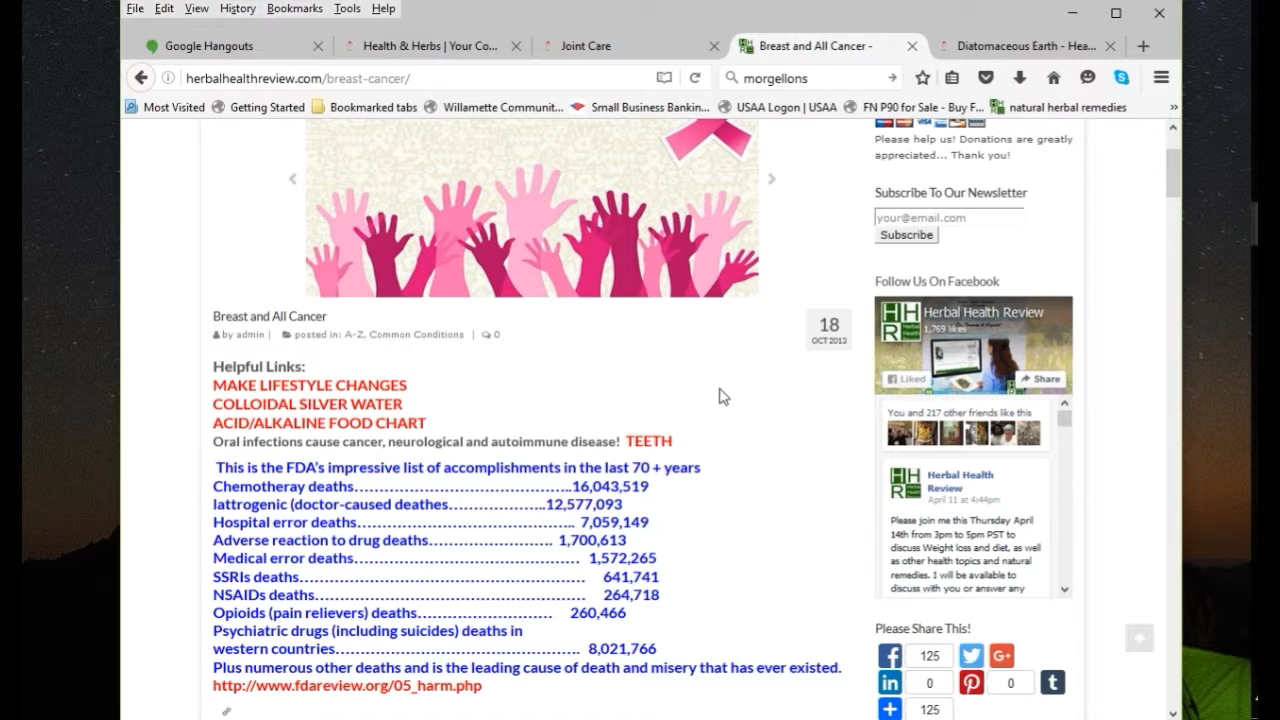 File Edit View History Bookmarks Tools Help
Google Hangouts
Health & Herbs | Your Co...
Joint Care
Breast and All Cancer -
Diatomaceous Earth - Hea...
herbalhealthreview.com/breast-cancer/
morgellons
Most Visited
Getting Started
Bookmarked tabs
Willamette Communit...
Small Business Bankin...
USAA Logon | USAA
FN P90 for Sale - Buy F...
natural herbal remedies
Breast and All Cancer
by admin | posted in: A-Z, Common Conditions | 0
18
OCT 2013
Helpful Links:
MAKE LIFESTYLE CHANGES
COLLOIDAL SILVER WATER
ACID/ALKALINE FOOD CHART
Oral infections cause cancer, neurological and autoimmune disease! TEETH
This is the FDA's impressive list of accomplishments in the last 70 + years
Chemotheray deaths……………………………………..16,043,519
Iattrogenic (doctor-caused deathes………………..12,577,093
Hospital error deaths…………………………………….. 7,059,149
Adverse reaction to drug deaths……………………. 1,700,613
Medical error deaths……………………………………… 1,572,265
SSRIs deaths………………………………………………… 641,741
NSAIDs deaths……………………………………………… 264,718
Opioids (pain relievers) deaths……………………… 260,466
Psychiatric drugs (including suicides) deaths in
western countries………………………………………… 8,021,766
Plus numerous other deaths and is the leading cause of death and misery that has ever existed.
http://www.fdareview.org/05_harm.php
VISA
Please help us! Donations are greatly
appreciated... Thank you!
Subscribe To Our Newsletter
your@email.com
Subscribe
Follow Us On Facebook
Herbal Health Review
1,769 likes
Liked
Share
You and 217 other friends like this
Herbal Health
Review
April 11 at 4:44pm
Please join me this Thursday April
14th from 3pm to 5pm PST to
discuss Weight loss and diet, as well
as other health topics and natural
remedies. I will be available to
discuss with you or answer any
Please Share This!
125
0
0
125